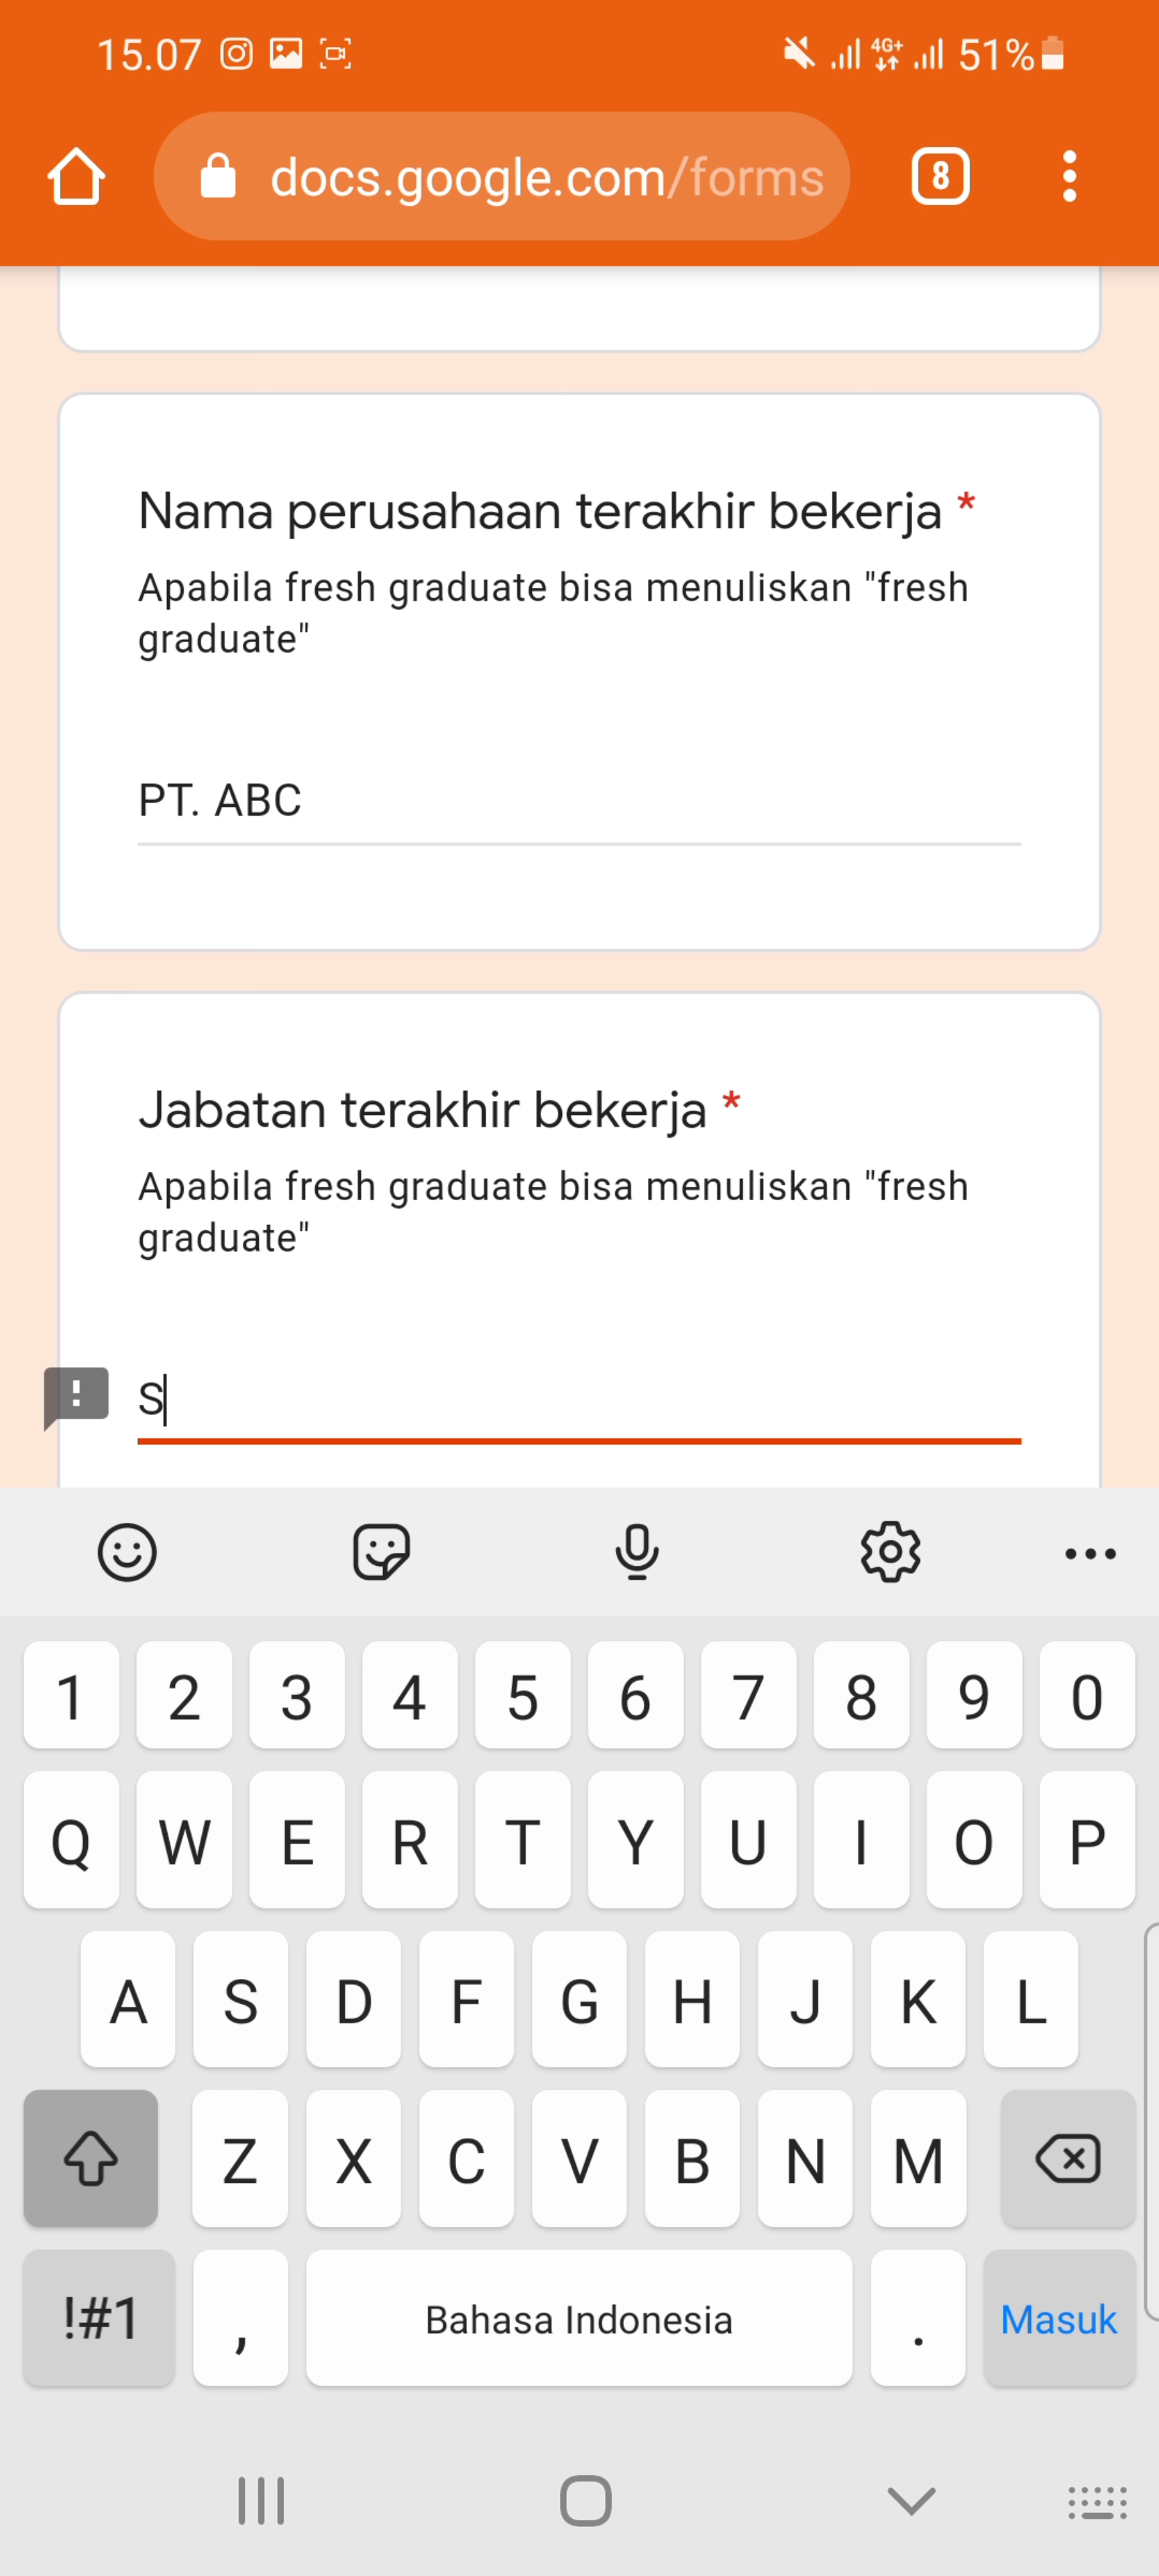 15.07 4G+ 51%
docs.google.com/forms 8
Nama perusahaan terakhir bekerja *
Apabila fresh graduate bisa menuliskan "fresh
graduate"
PT. ABC
Jabatan terakhir bekerja *
Apabila fresh graduate bisa menuliskan "fresh
graduate"
S
1 2 3 4 5 6 7 8 9 0
Q W E R T Y U I O P
A S D F G H J K L
Z X C V B N M
!#1 , Bahasa Indonesia . Masuk